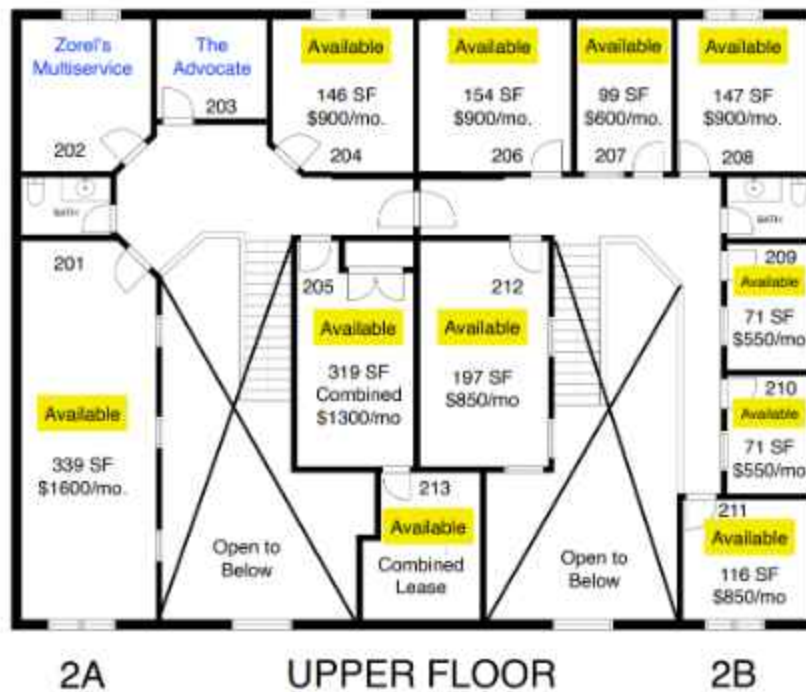 Zorel's
Multiservice
202
The
Advocate
203
Available
146 SF
$900/mo.
204
Available
154 SF
$900/mo.
206
Available
99 SF
$600/mo.
207
Available
147 SF
$900/mo.
208
BATH
BATH
201
Available
339 SF
$1600/mo.
205
Available
319 SF
Combined
$1300/mo
212
Available
197 SF
$850/mo
209
Available
71 SF
$550/mo
210
Available
71 SF
$550/mo
211
Available
116 SF
$850/mo
213
Available
Combined
Lease
Open to
Below
Open to
Below
2A
UPPER FLOOR
2B